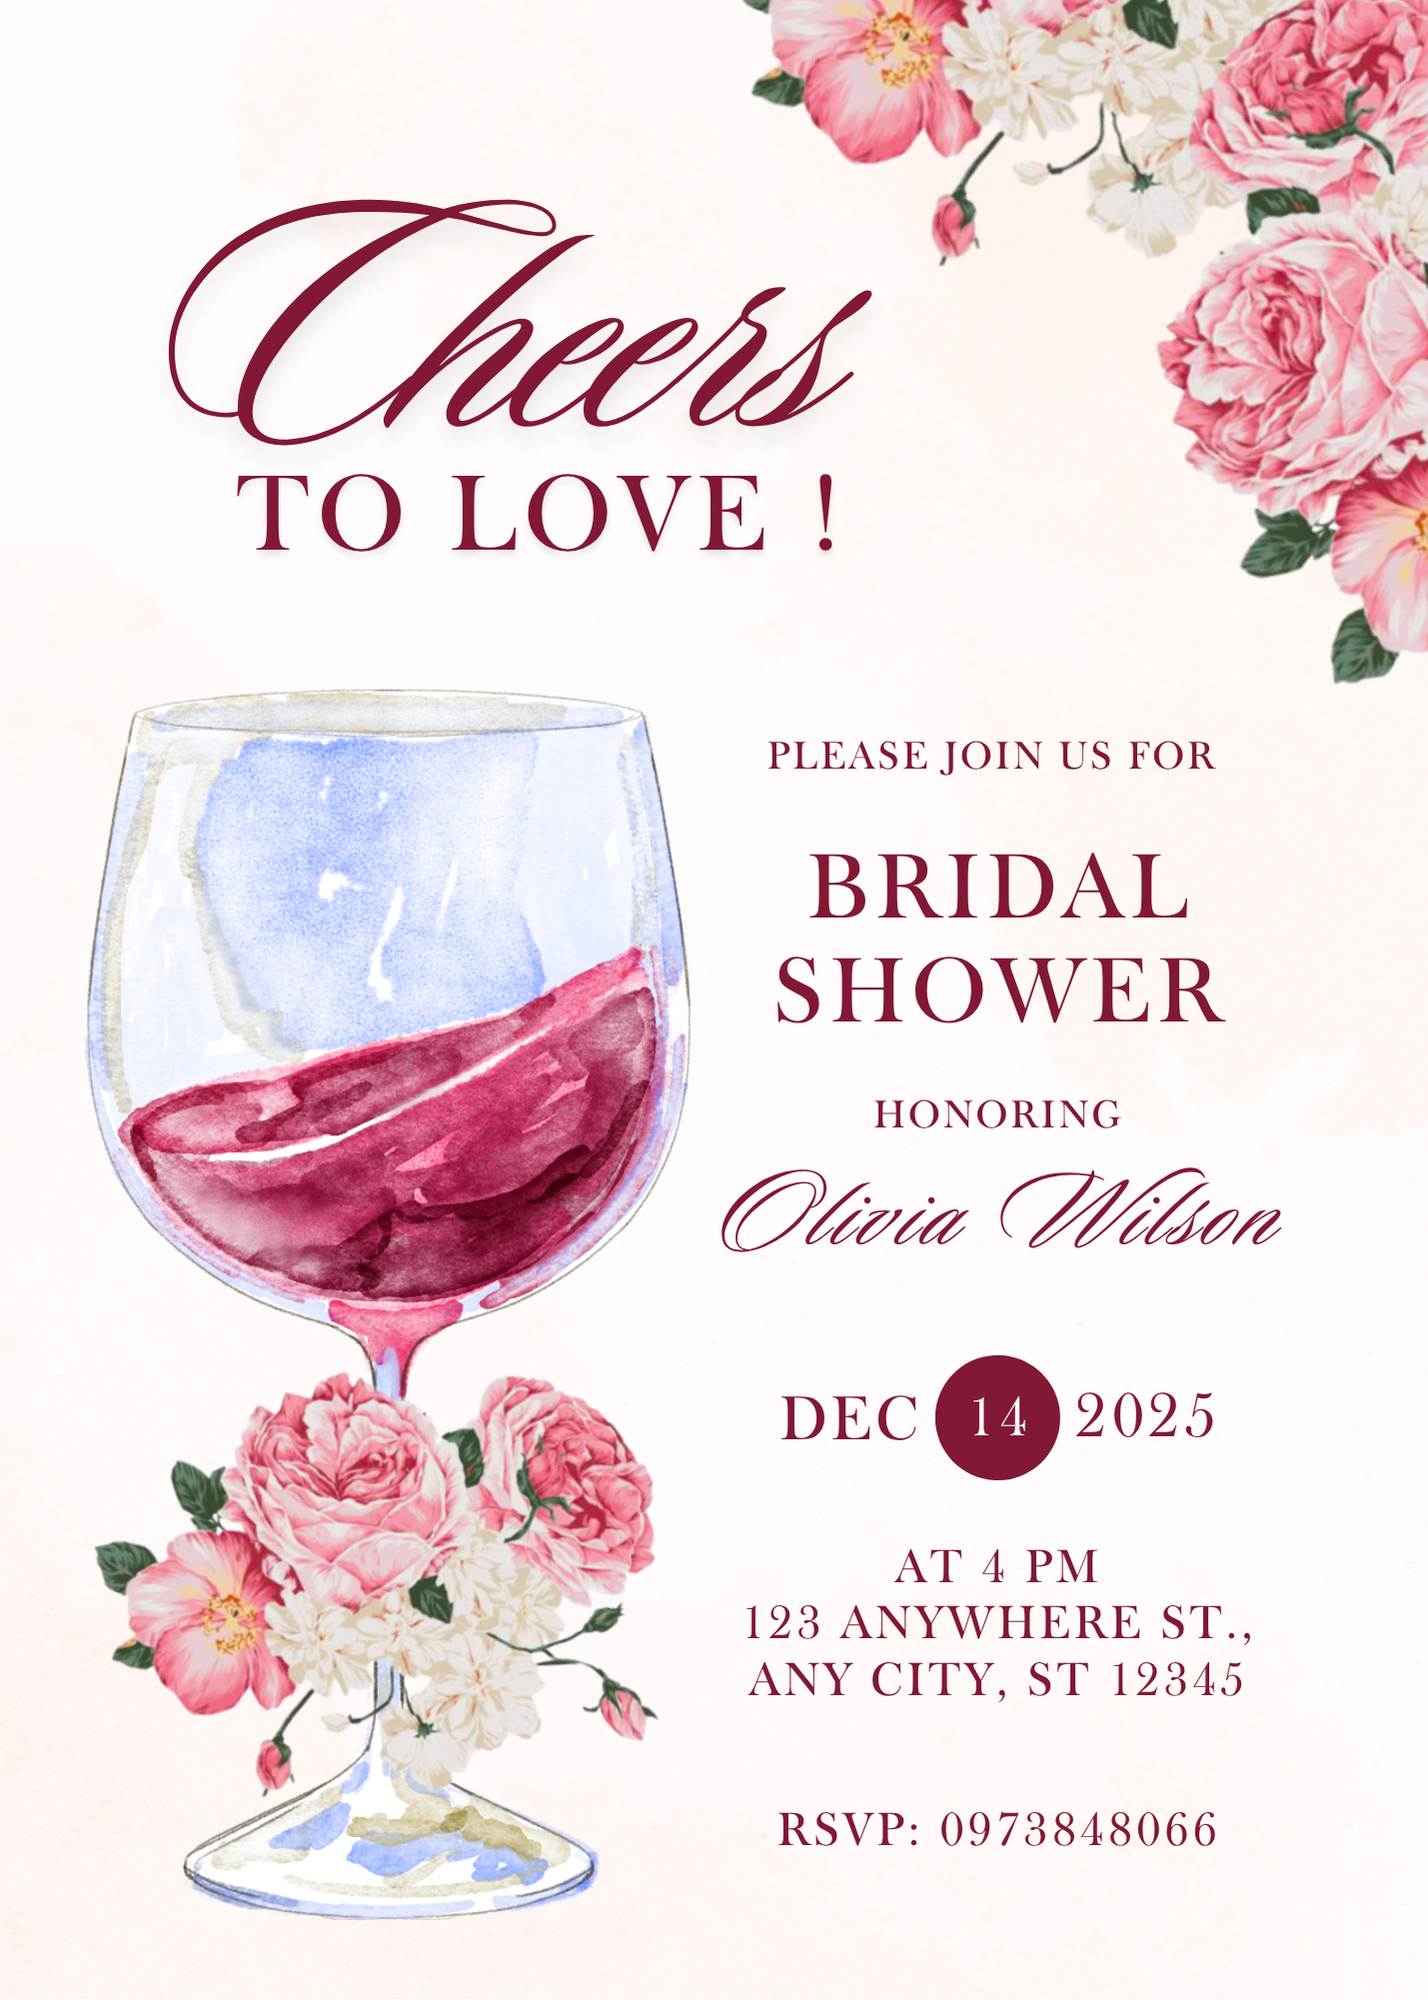 Cheers
TO LOVE !
PLEASE JOIN US FOR
BRIDAL
SHOWER
HONORING
Olivia Wilson
DEC 14 2025
AT 4 PM
123 ANYWHERE ST.,
ANY CITY, ST 12345
RSVP: 0973848066